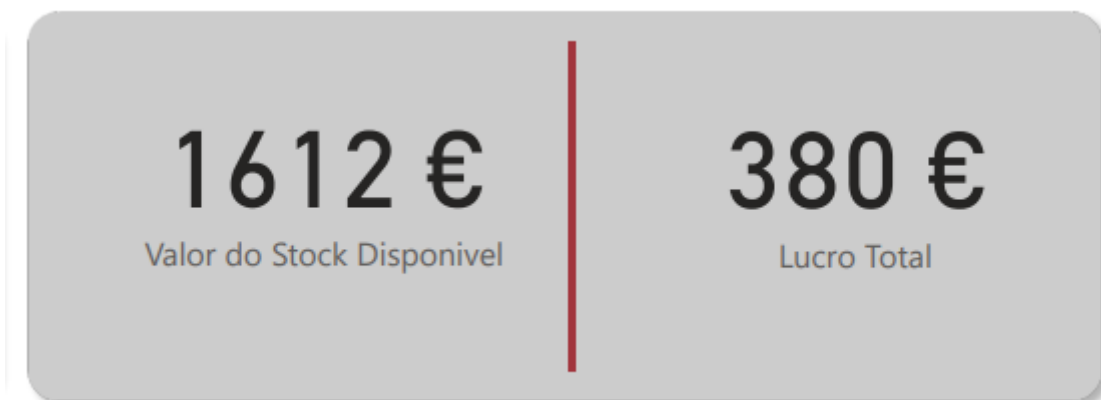 1612 €
Valor do Stock Disponivel
380 €
Lucro Total